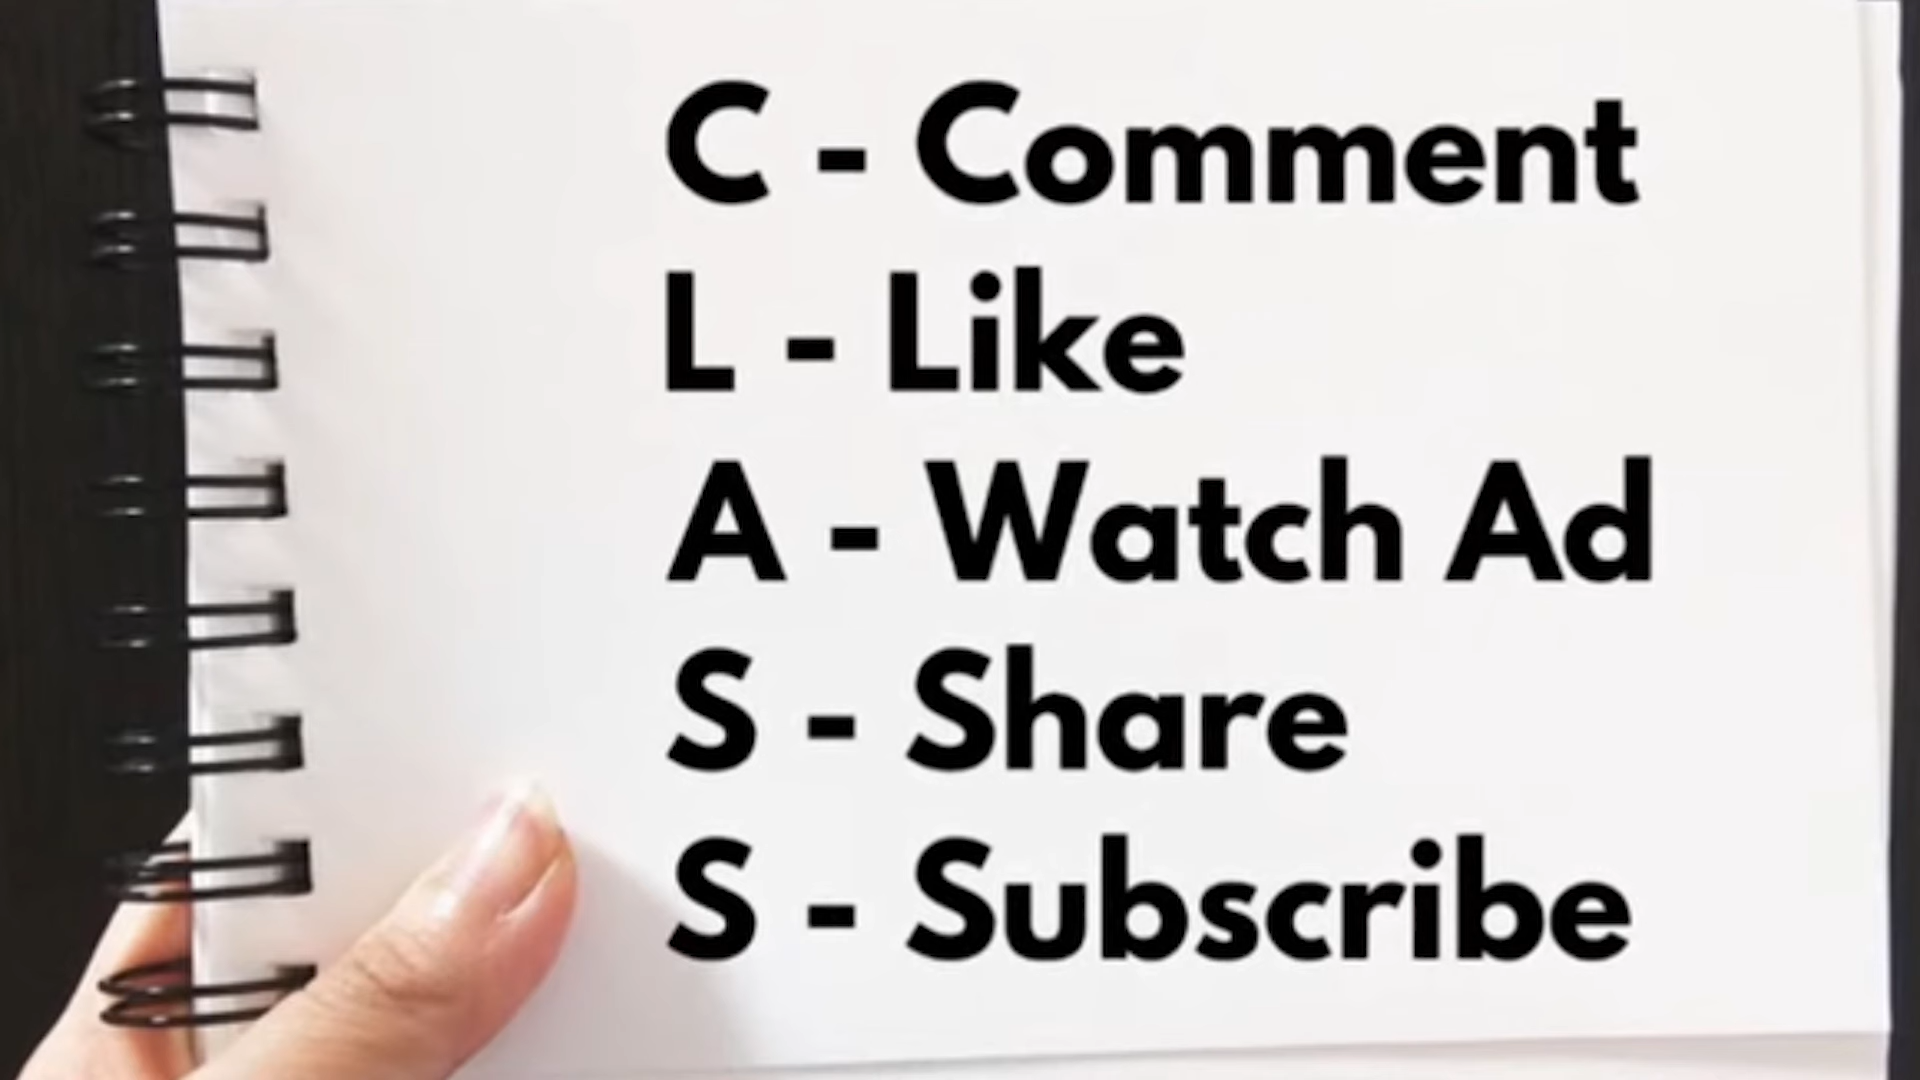 C - Comment
L - Like
A - Watch Ad
S - Share
S - Subscribe